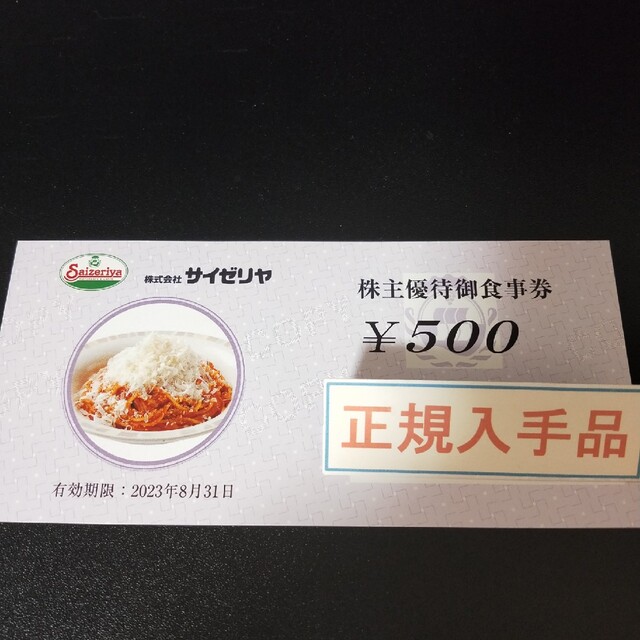 Saizeriya
株式会社 サイゼリヤ
株主優待御食事券
￥500
正規入手品
有効期限：2023年8月31日